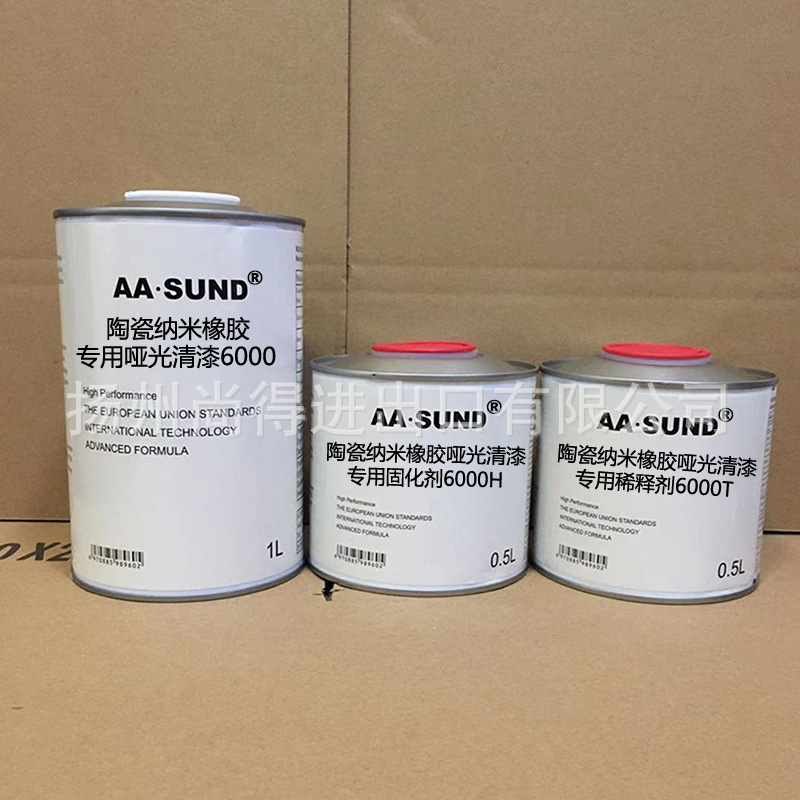 AA·SUND®
陶瓷纳米橡胶
专用哑光清漆6000
High Performance
THE EUROPEAN UNION STANDARDS
INTERNATIONAL TECHNOLOGY
ADVANCED FORMULA
6970885989602
1L
AA·SUND®
陶瓷纳米橡胶哑光清漆
专用固化剂6000H
High Performance
THE EUROPEAN UNION STANDARDS
INTERNATIONAL TECHNOLOGY
ADVANCED FORMULA
6970885989602
0.5L
AA·SUND®
陶瓷纳米橡胶哑光清漆
专用稀释剂6000T
High Performance
THE EUROPEAN UNION STANDARDS
INTERNATIONAL TECHNOLOGY
ADVANCED FORMULA
6970885989602
0.5L
扬州尚得进出口有限公司